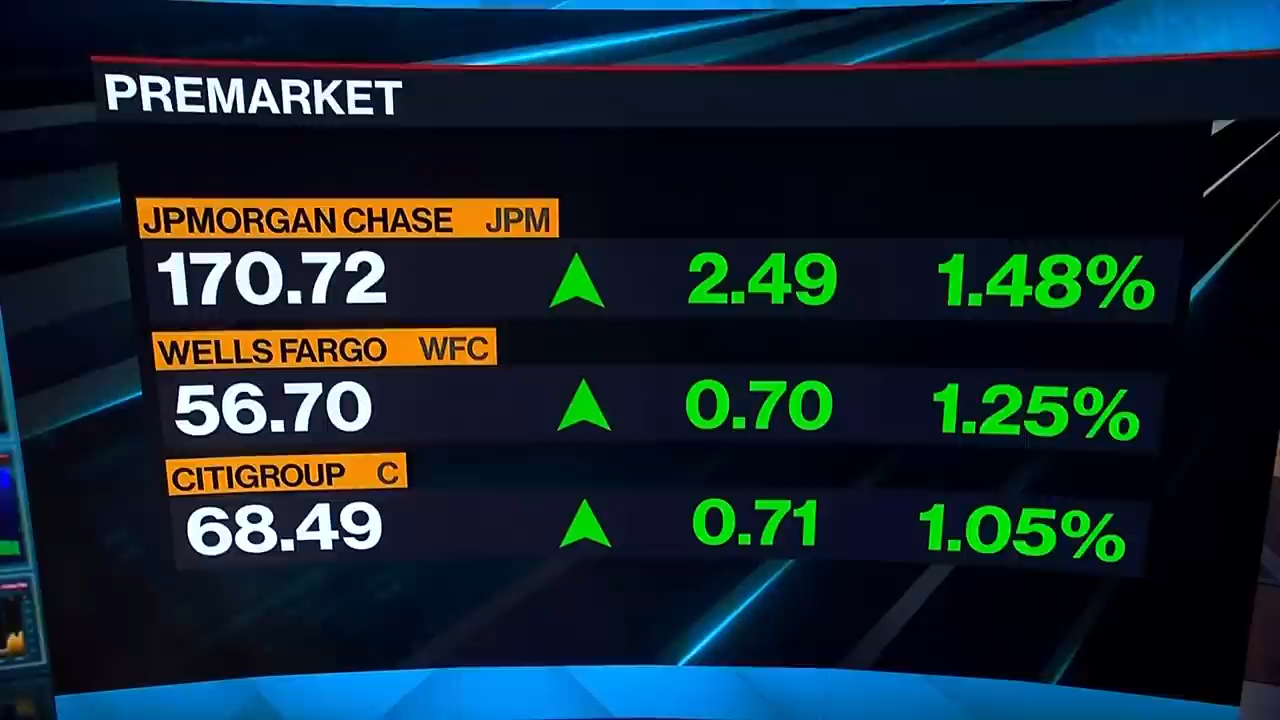 PREMARKET
JPMORGAN CHASE JPM
170.72 ▲ 2.49 1.48%
WELLS FARGO WFC
56.70 ▲ 0.70 1.25%
CITIGROUP C
68.49 ▲ 0.71 1.05%